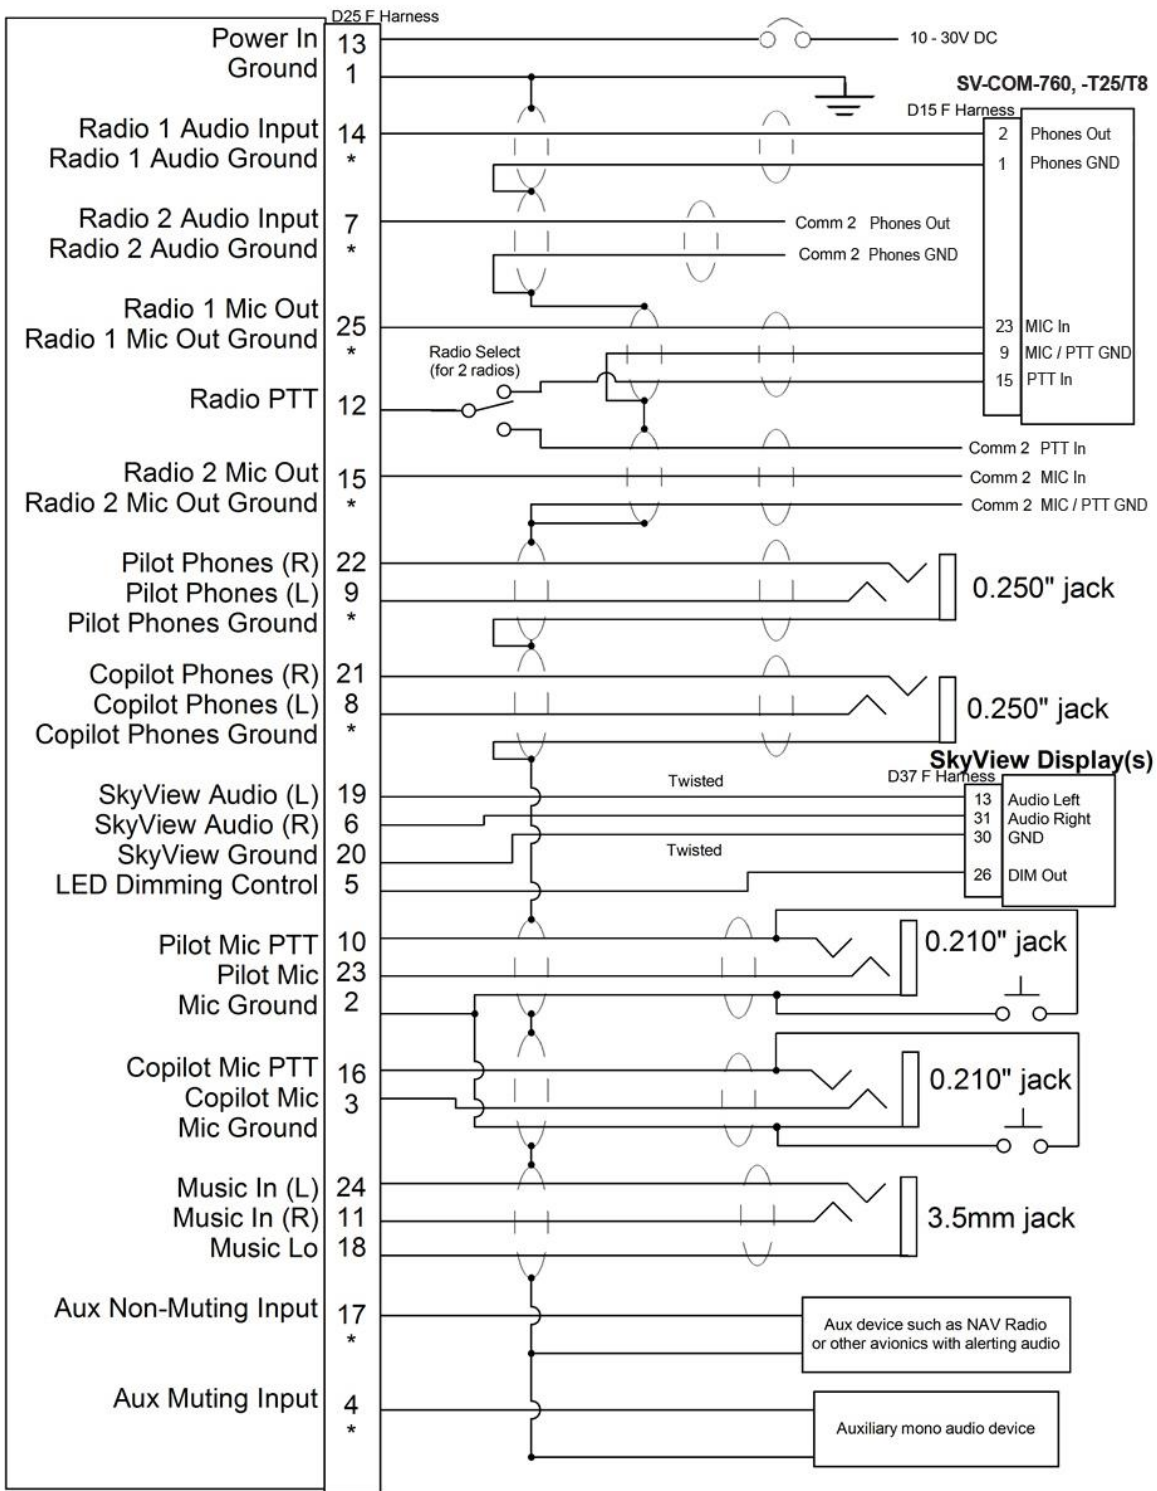 D25 F Harness
Power In 13
Ground 1
10 - 30V DC
SV-COM-760, -T25/T8
D15 F Harness
Radio 1 Audio Input 14
2 Phones Out
Radio 1 Audio Ground *
1 Phones GND
Radio 2 Audio Input 7
Comm 2 Phones Out
Radio 2 Audio Ground *
Comm 2 Phones GND
Radio 1 Mic Out 25
23 MIC In
Radio 1 Mic Out Ground *
9 MIC / PTT GND
Radio Select
(for 2 radios)
15 PTT In
Radio PTT 12
Comm 2 PTT In
Radio 2 Mic Out 15
Comm 2 MIC In
Radio 2 Mic Out Ground *
Comm 2 MIC / PTT GND
Pilot Phones (R) 22
Pilot Phones (L) 9
0.250" jack
Pilot Phones Ground *
Copilot Phones (R) 21
Copilot Phones (L) 8
0.250" jack
Copilot Phones Ground *
SkyView Display(s)
D37 F Harness
Twisted
SkyView Audio (L) 19
13 Audio Left
SkyView Audio (R) 6
31 Audio Right
30 GND
SkyView Ground 20
Twisted
LED Dimming Control 5
26 DIM Out
Pilot Mic PTT 10
0.210" jack
Pilot Mic 23
Mic Ground 2
Copilot Mic PTT 16
0.210" jack
Copilot Mic 3
Mic Ground
Music In (L) 24
Music In (R) 11
3.5mm jack
Music Lo 18
Aux Non-Muting Input 17
*
Aux device such as NAV Radio
or other avionics with alerting audio
Aux Muting Input 4
*
Auxiliary mono audio device